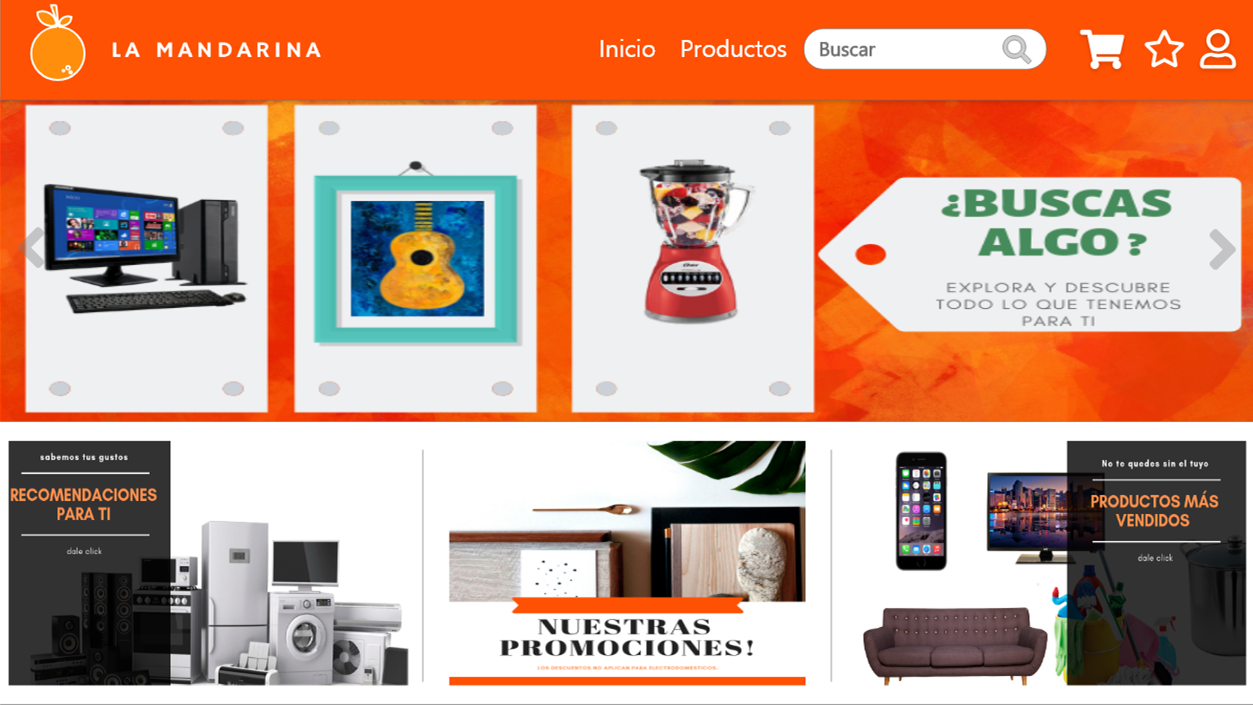 LA MANDARINA
Inicio
Productos
Buscar
¿BUSCAS
ALGO ?
EXPLORA Y DESCUBRE
TODO LO QUE TENEMOS
PARA TI
sabemos tus gustos
RECOMENDACIONES
PARA TI
dale click
NUESTRAS
PROMOCIONES!
LOS DESCUENTOS NO APLICAN PARA ELECTRODOMESTICOS.
No te quedes sin el tuyo
PRODUCTOS MÁS
VENDIDOS
dale click